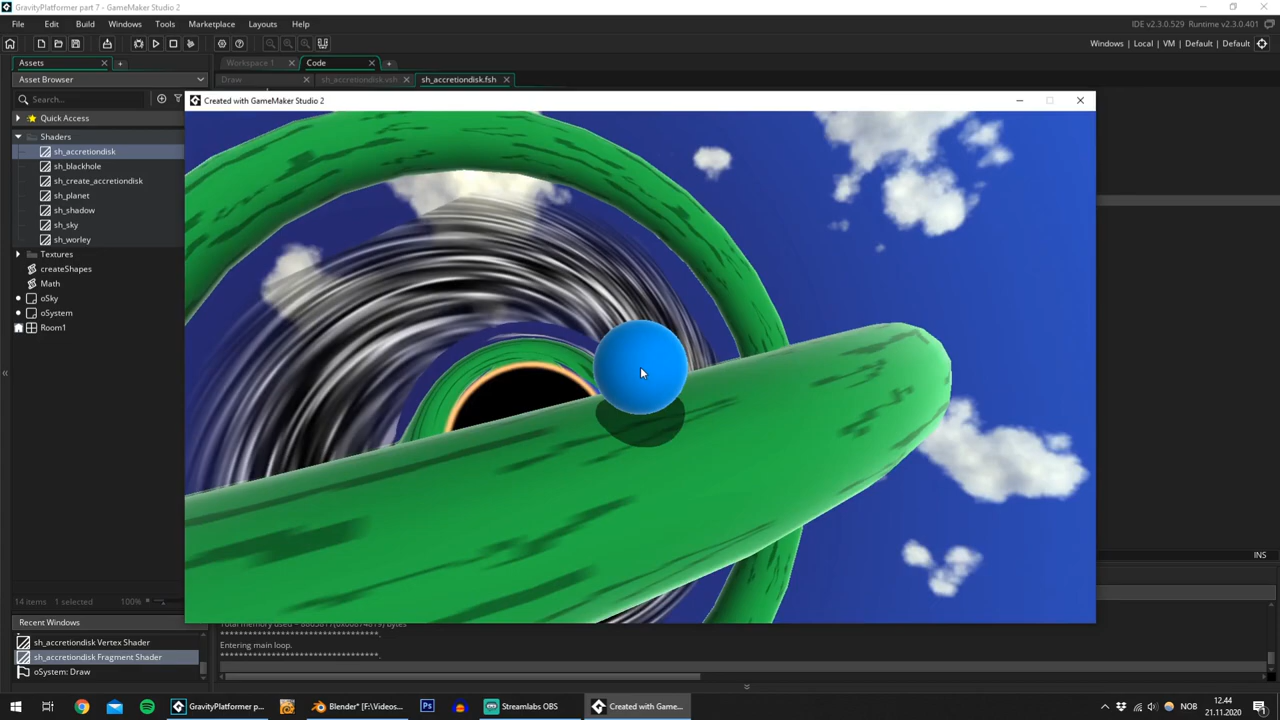 GravityPlatformer part 7 - GameMaker Studio 2
File Edit Build Windows Tools Marketplace Layouts Help
IDE v2.3.0.529 Runtime v2.3.0.401
Windows | Local | VM | Default | Default
Assets
Workspace 1 Code
Asset Browser
Draw sh_accretiondisk.vsh sh_accretiondisk.fsh
Search...
Created with GameMaker Studio 2
Quick Access
Shaders
sh_accretiondisk
sh_blackhole
sh_create_accretiondisk
sh_planet
sh_shadow
sh_sky
sh_worley
Textures
createShapes
Math
oSky
oSystem
Room1
INS
14 items 1 selected 100%
Recent Windows
sh_accretiondisk Vertex Shader
sh_accretiondisk Fragment Shader
oSystem: Draw
**********************************.
Entering main loop.
**********************************.
GravityPlatformer p...
Blender* [F:\Videos...
Ps
Streamlabs OBS
Created with Game...
NOB
12.44
21.11.2020